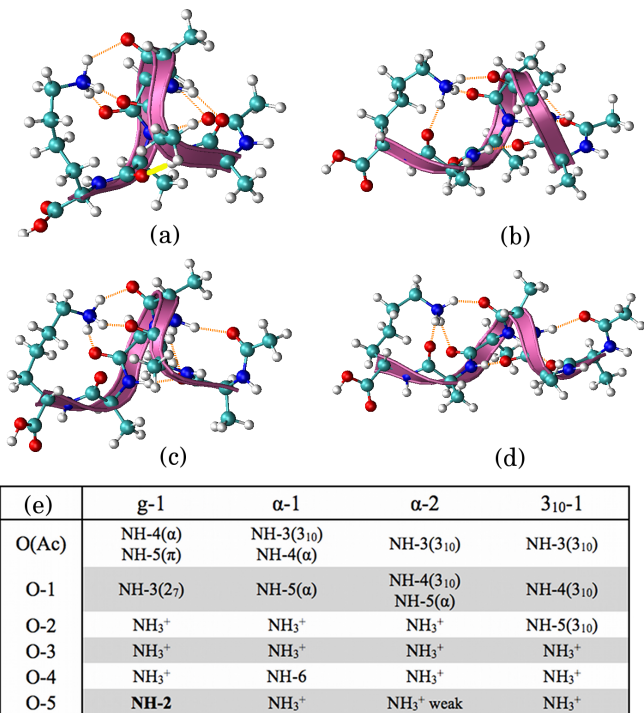 (a)
(b)
(c)
(d)
(e) g-1 α-1 α-2 3₁₀-1
O(Ac) NH-4(α) NH-5(π) NH-3(3₁₀) NH-4(α) NH-3(3₁₀) NH-3(3₁₀)
O-1 NH-3(2₇) NH-5(α) NH-4(3₁₀) NH-5(α) NH-4(3₁₀)
O-2 NH₃⁺ NH₃⁺ NH₃⁺ NH-5(3₁₀)
O-3 NH₃⁺ NH₃⁺ NH₃⁺ NH₃⁺
O-4 NH₃⁺ NH-6 NH₃⁺ NH₃⁺
O-5 NH-2 NH₃⁺ NH₃⁺ weak NH₃⁺